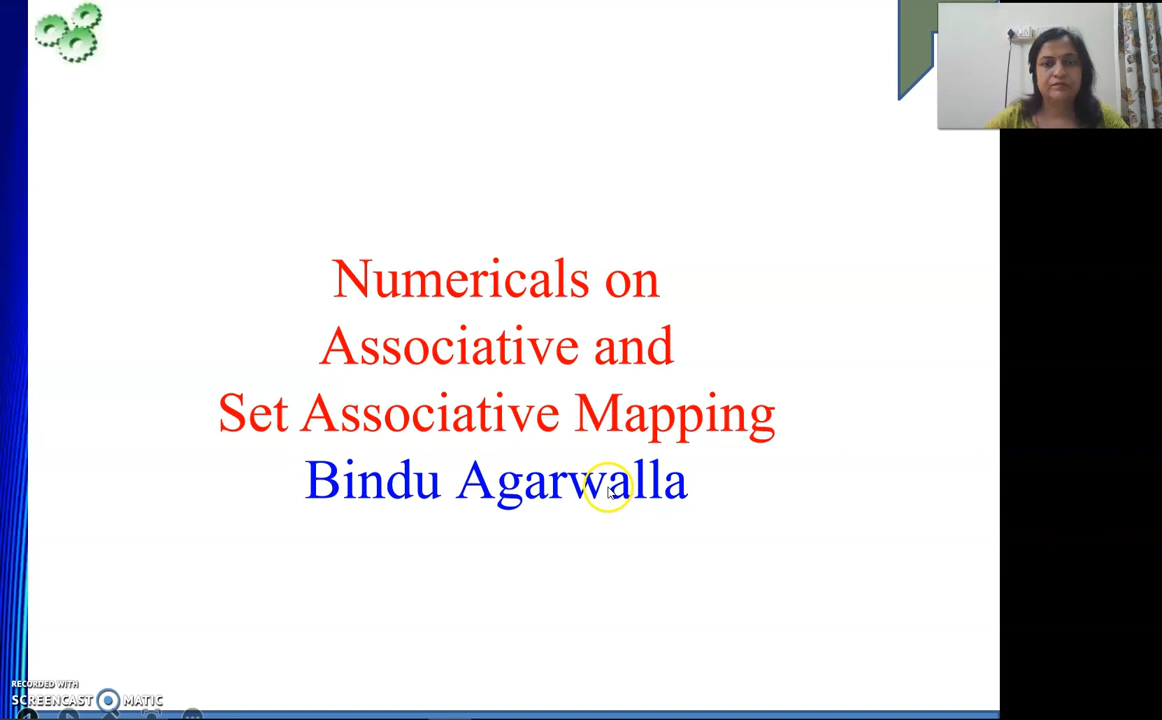 Numericals on
Associative and
Set Associative Mapping
Bindu Agarwalla
RECORDED WITH
SCREENCAST MATIC